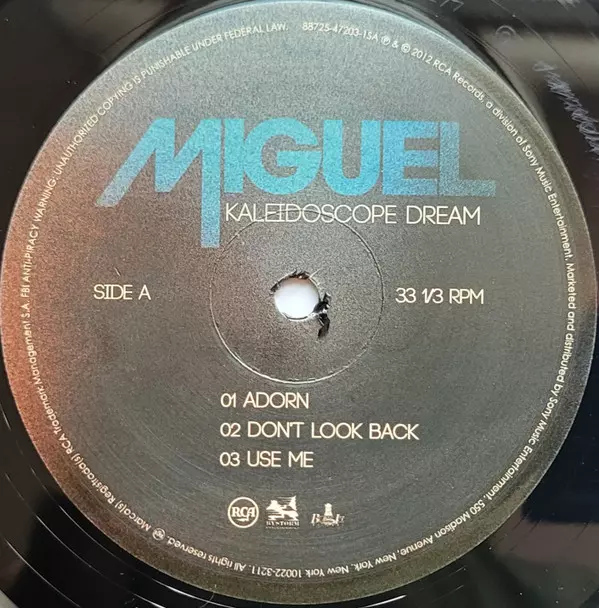 MIGUEL
KALEIDOSCOPE DREAM
SIDE A
33 1/3 RPM
01 ADORN
02 DON'T LOOK BACK
03 USE ME
RCA
BYSTORM
88725-47203-1SA ℗ & © 2012 RCA Records, a division of Sony Music Entertainment. Marketed and distributed by Sony Music Entertainment, 550 Madison Avenue, New York, New York 10022-3211. All rights reserved. ® Marca(s) Registrada(s) RCA Trademark Management S.A. FBI ANTI-PIRACY WARNING: UNAUTHORIZED COPYING IS PUNISHABLE UNDER FEDERAL LAW.